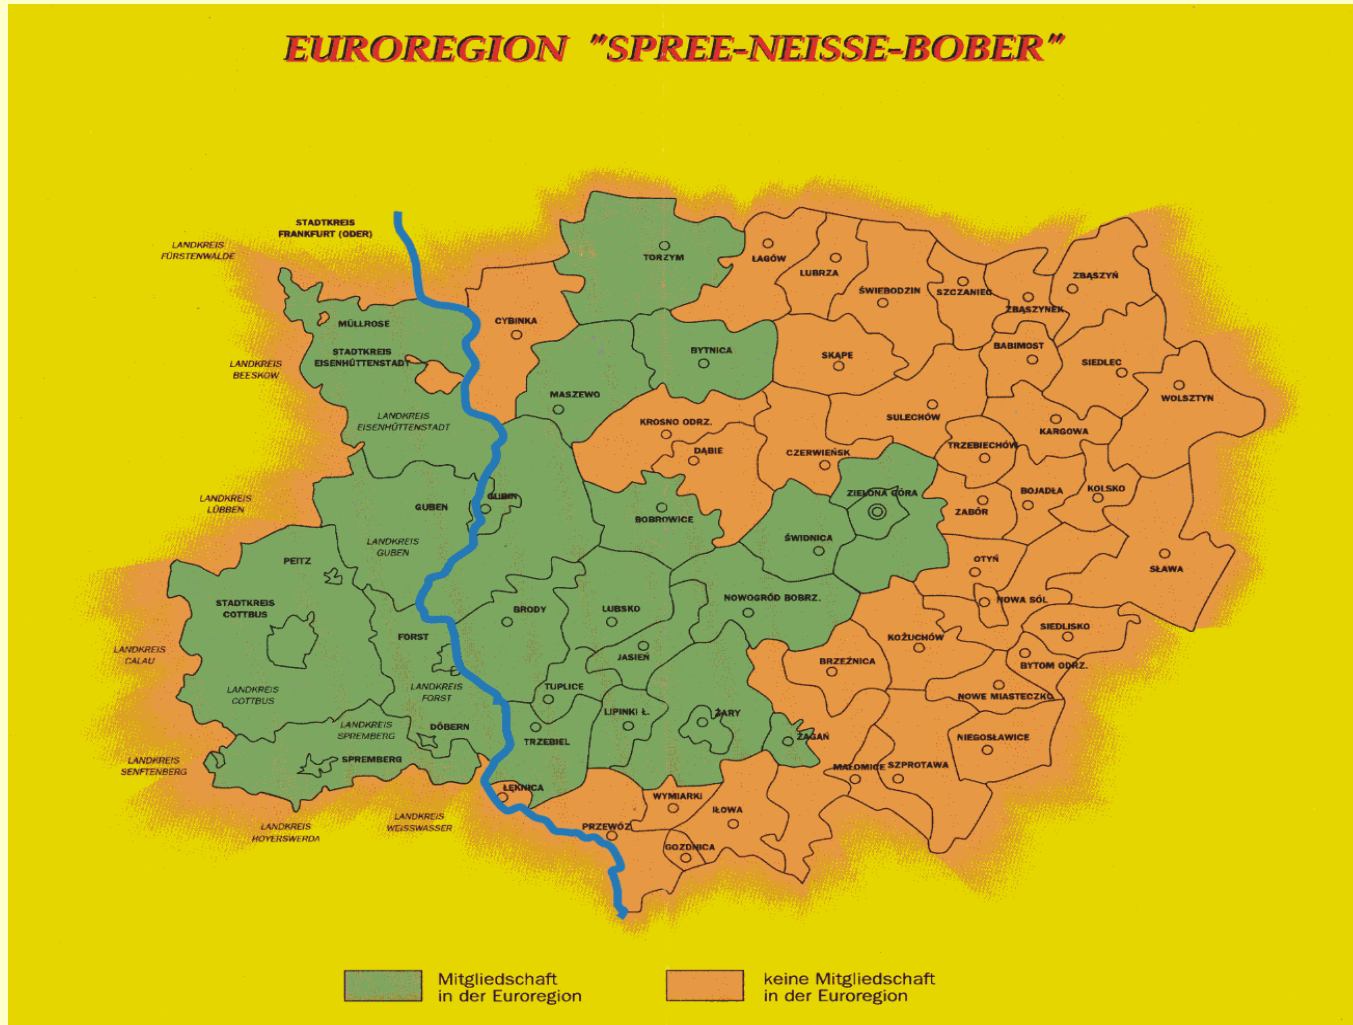 EUROREGION "SPREE-NEISSE-BOBER"
STADTKREIS
FRANKFURT (ODER)
LANDKREIS
FÜRSTENWALDE
TORZYM
ŁAGÓW
LUBRZA
ŚWIEBODZIN
SZCZANIEC
ZBĄSZYNEK
ZBĄSZYŃ
MÜLLROSE
CYBINKA
STADTKREIS
EISENHÜTTENSTADT
LANDKREIS
BEESKOW
BYTNICA
SKĄPE
BABIMOST
SIEDLEC
WOLSZTYN
MASZEWO
LANDKREIS
EISENHÜTTENSTADT
KROSNO ODRZ.
DĄBIE
SULECHÓW
KARGOWA
CZERWIEŃSK
TRZEBIECHÓW
LANDKREIS
LÜBBEN
GUBEN
GUBIN
BOBROWICE
ZIELONA GÓRA
ZABÓR
BOJADŁA
KOLSKO
LANDKREIS
GUBEN
ŚWIDNICA
PEITZ
OTYŃ
SŁAWA
STADTKREIS
COTTBUS
BRODY
LUBSKO
NOWOGRÓD BOBRZ.
NOWA SÓL
SIEDLISKO
FORST
JASIEŃ
KOŻUCHÓW
LANDKREIS
CALAU
BRZEŹNICA
BYTOM ODRZ.
LANDKREIS
COTTBUS
LANDKREIS
FORST
TUPLICE
NOWE MIASTECZKO
LIPINKI Ł.
ŻARY
LANDKREIS
SPREMBERG
DÖBERN
TRZEBIEL
ŻAGAŃ
NIEGOSŁAWICE
SPREMBERG
LANDKREIS
SENFTENBERG
MAŁOMICE
SZPROTAWA
ŁĘKNICA
WYMIARKI
IŁOWA
LANDKREIS
HOYERSWERDA
LANDKREIS
WEISSWASSER
PRZEWÓZ
GOZDNICA
Mitgliedschaft
in der Euroregion
keine Mitgliedschaft
in der Euroregion